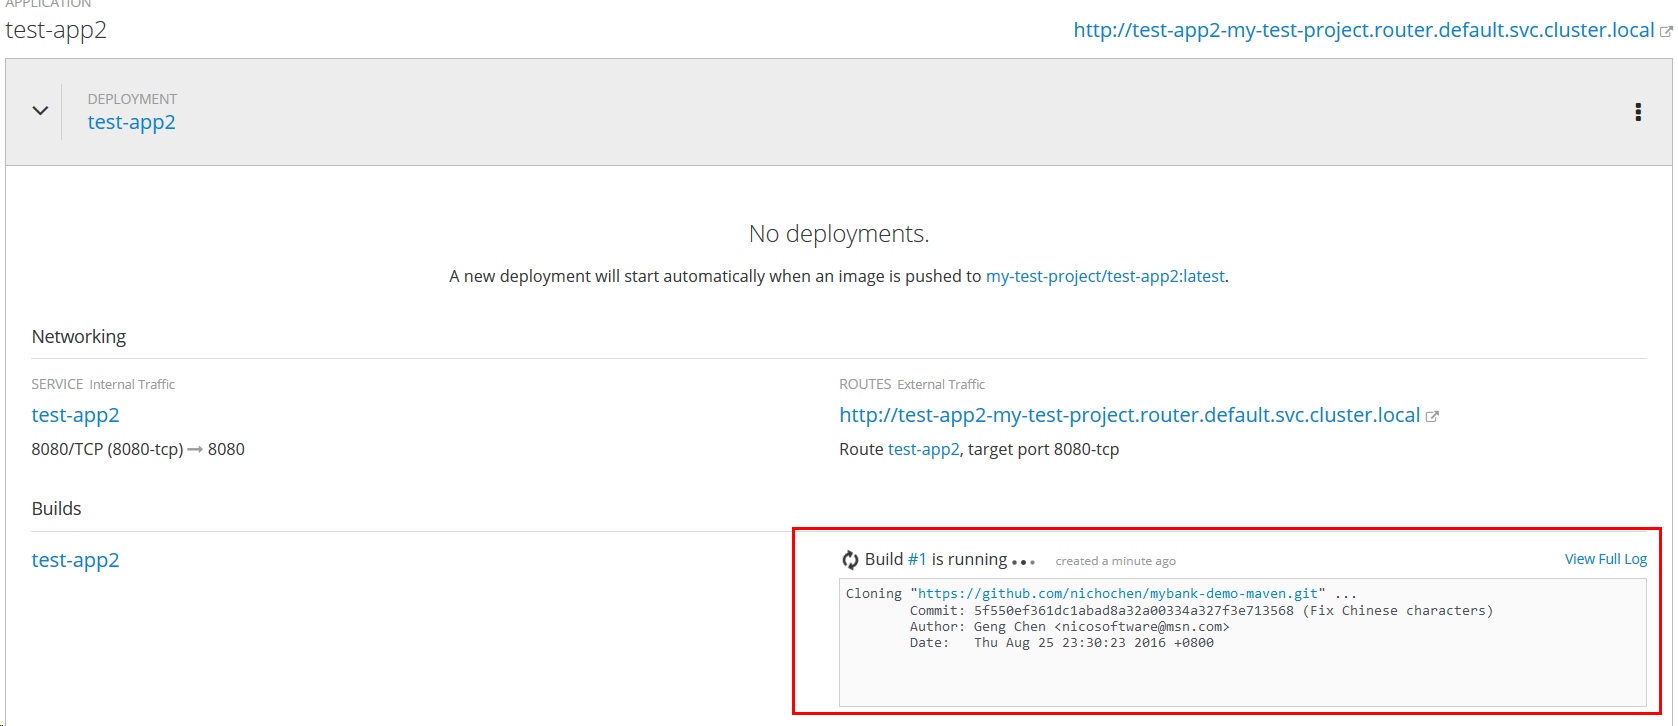 APPLICATION
test-app2
http://test-app2-my-test-project.router.default.svc.cluster.local
DEPLOYMENT
test-app2
No deployments.
A new deployment will start automatically when an image is pushed to my-test-project/test-app2:latest.
Networking
SERVICE Internal Traffic
test-app2
8080/TCP (8080-tcp) → 8080
ROUTES External Traffic
http://test-app2-my-test-project.router.default.svc.cluster.local
Route test-app2, target port 8080-tcp
Builds
test-app2
Build #1 is running ... created a minute ago
View Full Log
Cloning "https://github.com/nichochen/mybank-demo-maven.git" ...
Commit: 5f550ef361dc1abad8a32a00334a327f3e713568 (Fix Chinese characters)
Author: Geng Chen <nicosoftware@msn.com>
Date: Thu Aug 25 23:30:23 2016 +0800